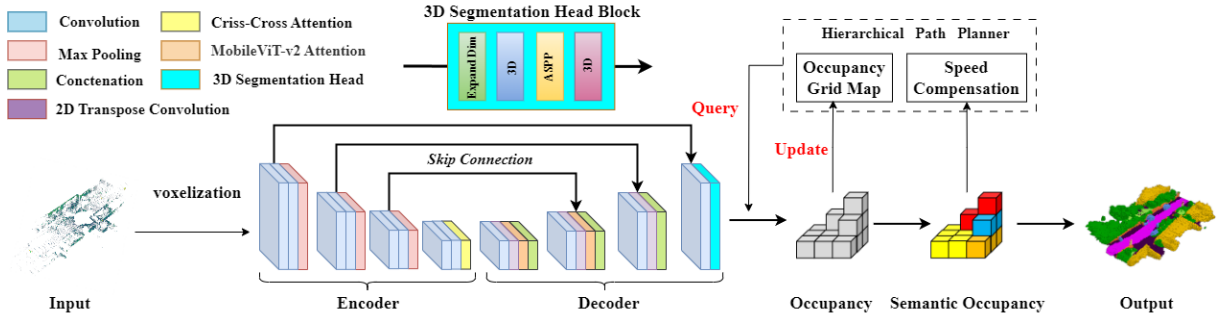 Convolution
Max Pooling
Conctenation
2D Transpose Convolution
Criss-Cross Attention
MobileViT-v2 Attention
3D Segmentation Head
3D Segmentation Head Block
Expand Dim
3D
ASPP
3D
Hierarchical Path Planner
Occupancy
Grid Map
Speed
Compensation
Query
Update
Skip Connection
voxelization
Input
Encoder
Decoder
Occupancy
Semantic Occupancy
Output